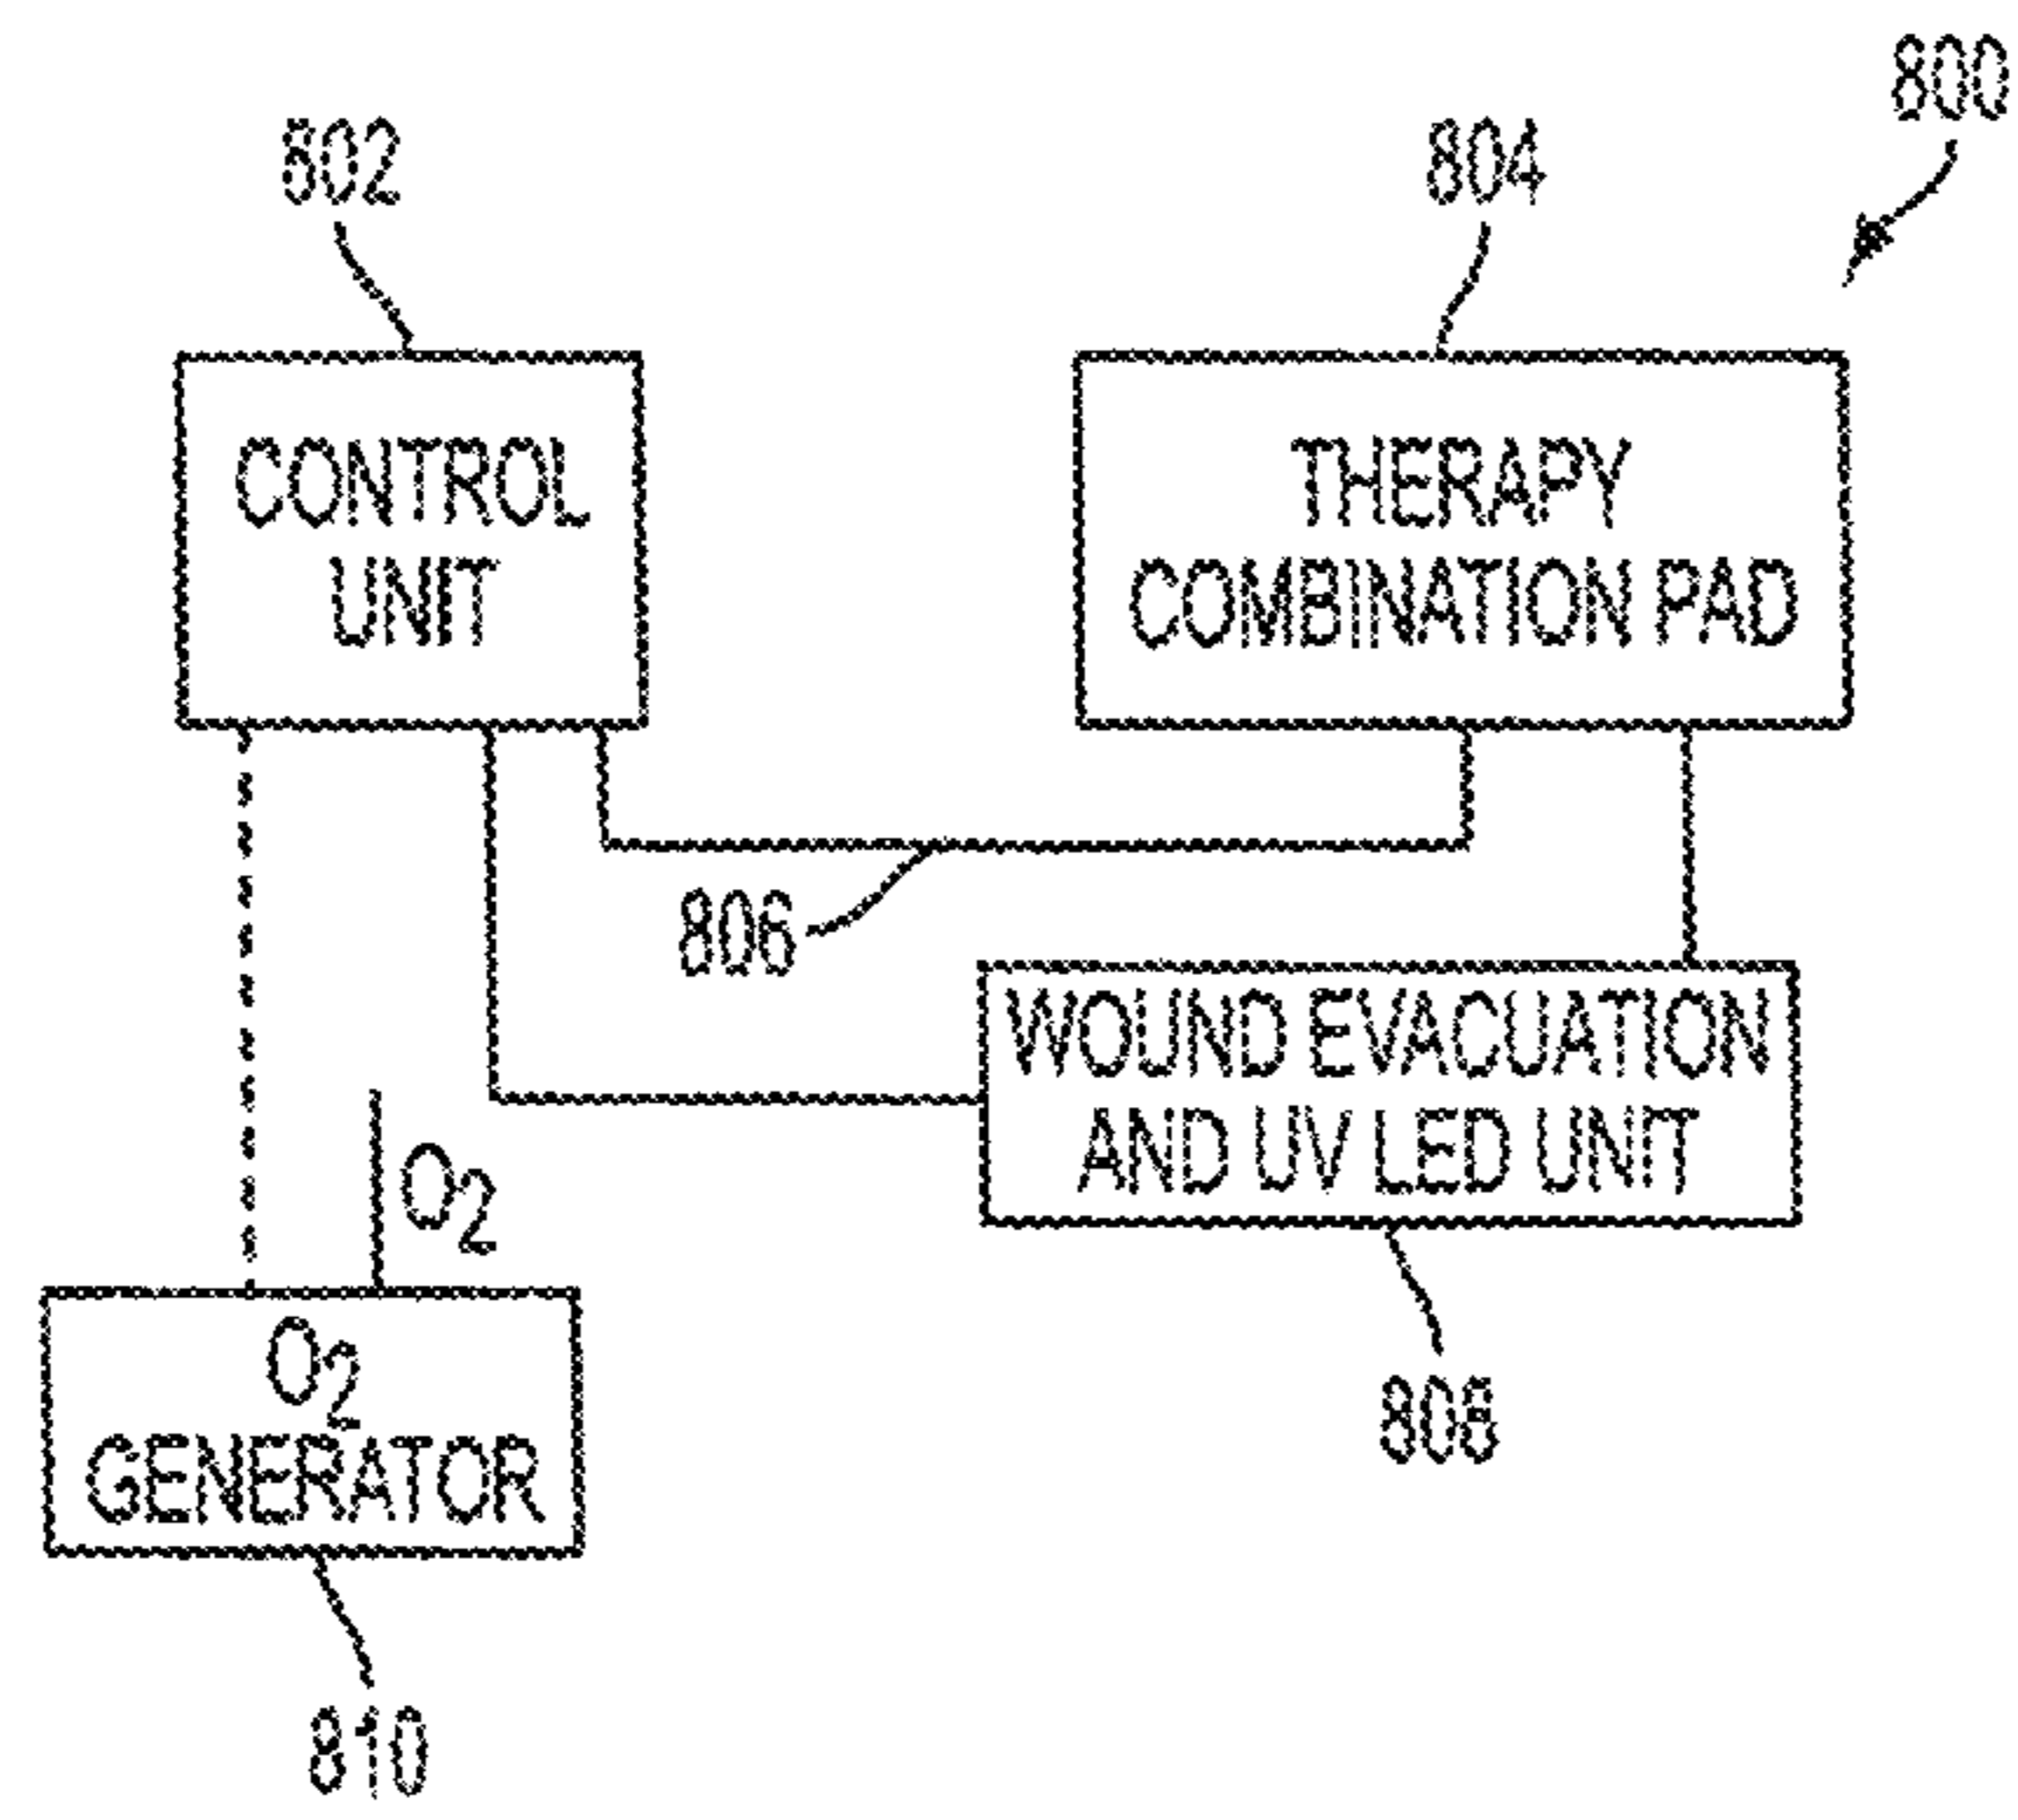 800
802
804
CONTROL
UNIT
THERAPY
COMBINATION PAD
806
WOUND EVACUATION
AND UV LED UNIT
O₂
808
O₂
GENERATOR
810